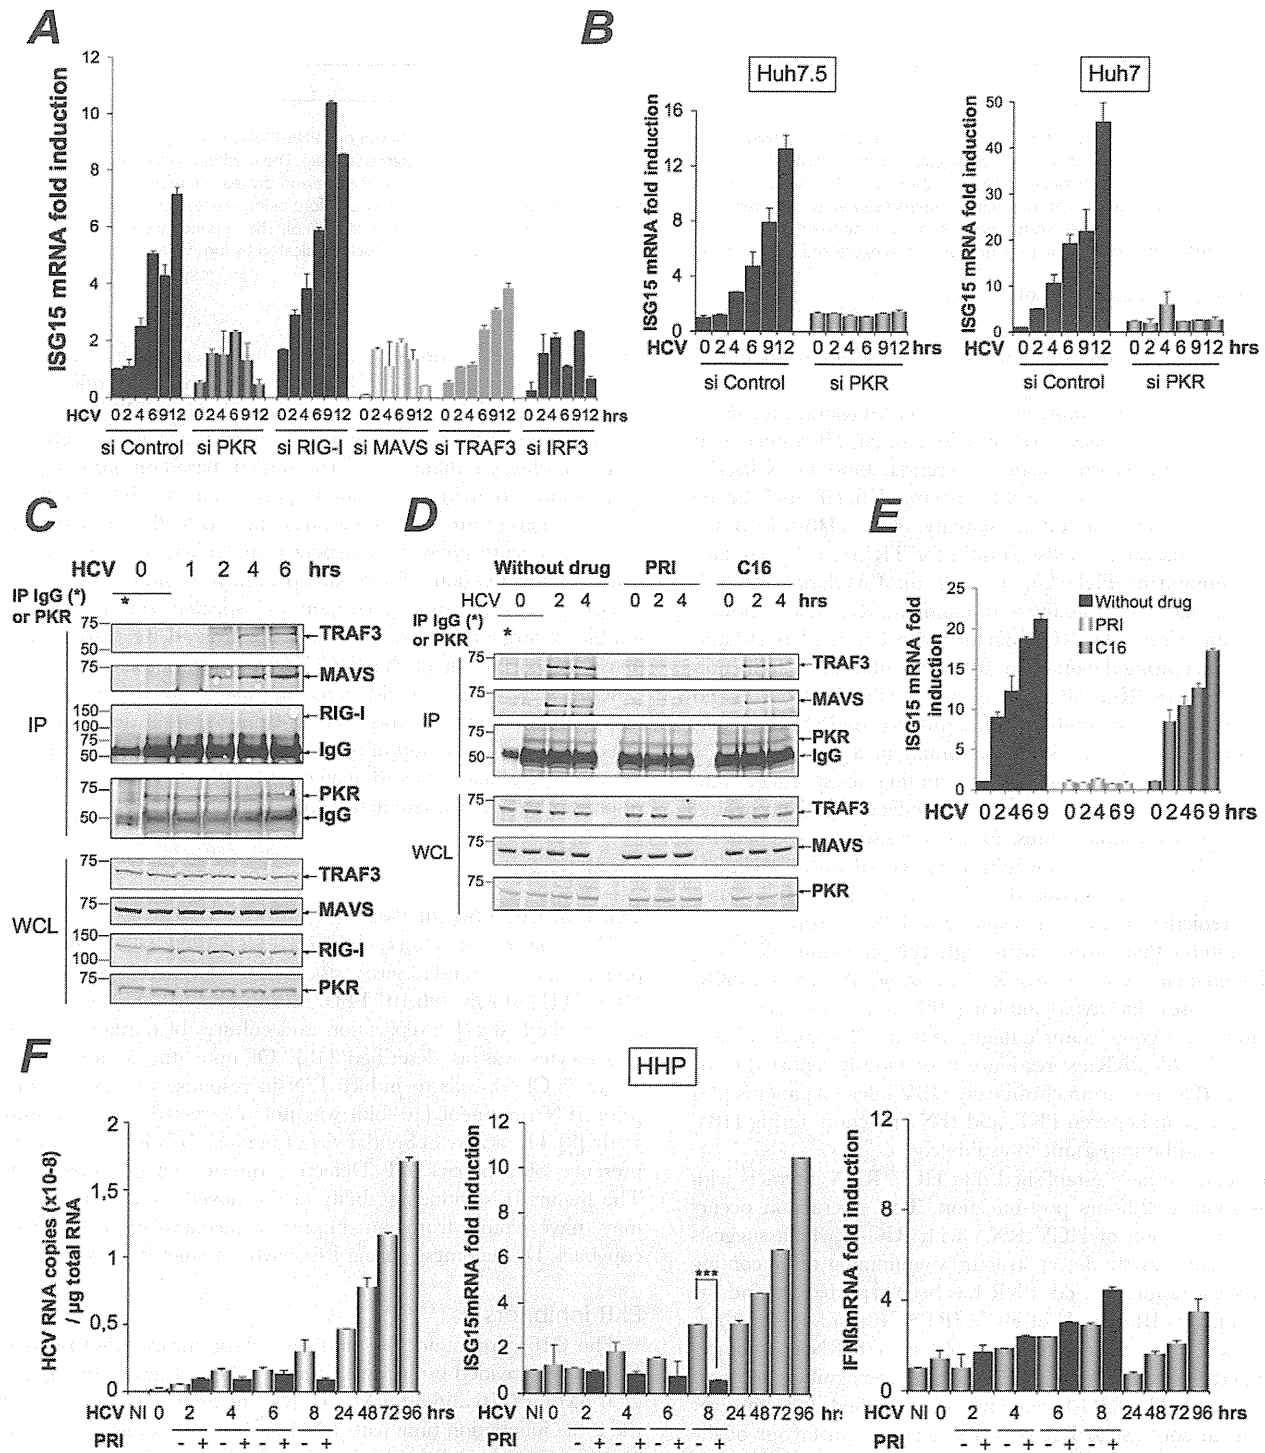 A
ISG15 mRNA fold induction
12
10
8
6
4
2
0
HCV 0 2 4 6 9 12 0 2 4 6 9 12 0 2 4 6 9 12 0 2 4 6 9 12 0 2 4 6 9 12 0 2 4 6 9 12 hrs
si Control si PKR si RIG-I si MAVS si TRAF3 si IRF3
B
Huh7.5
ISG15 mRNA fold induction
16
12
8
4
0
HCV 0 2 4 6 9 12 0 2 4 6 9 12 hrs
si Control si PKR
Huh7
ISG15 mRNA fold induction
50
40
30
20
10
0
HCV 0 2 4 6 9 12 0 2 4 6 9 12 hrs
si Control si PKR
C
HCV 0 1 2 4 6 hrs
IP IgG (*)
or PKR
*
75
50
TRAF3
75
MAVS
IP
150
100
75
50
RIG-I
IgG
75
50
PKR
IgG
WCL
75
TRAF3
75
MAVS
150
100
RIG-I
75
PKR
D
Without drug PRI C16
HCV 0 2 4 0 2 4 0 2 4 hrs
IP IgG (*)
or PKR
*
IP
75
TRAF3
75
MAVS
75
50
PKR
IgG
WCL
75
TRAF3
75
MAVS
75
PKR
E
ISG15 mRNA fold
induction
25
20
15
10
5
0
Without drug
PRI
C16
HCV 0 2 4 6 9 0 2 4 6 9 0 2 4 6 9 hrs
F
HHP
HCV RNA copies (x10-8)
/ µg total RNA
2
1,5
1
0,5
0
HCV NI 0 2 4 6 8 24 48 72 96 hrs
PRI - + - + - + - +
ISG15mRNA fold induction
12
10
8
6
4
2
0
***
HCV NI 0 2 4 6 8 24 48 72 96 hrs
PRI - + - + - + - +
IFNßmRNA fold induction
12
8
4
0
HCV NI 0 2 4 6 8 24 48 72 96 hrs
PRI - + - + - + - +